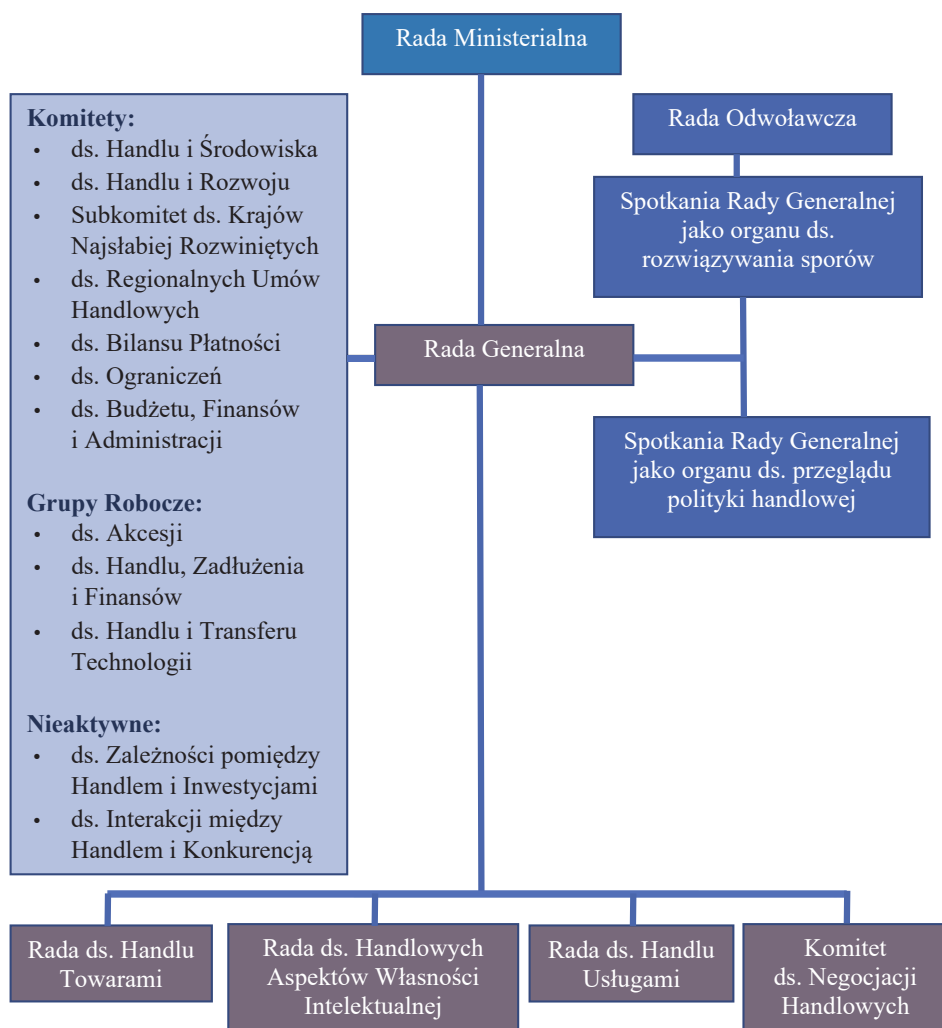 Rada Ministerialna
Komitety:
• ds. Handlu i Środowiska
• ds. Handlu i Rozwoju
• Subkomitet ds. Krajów
Najsłabiej Rozwiniętych
• ds. Regionalnych Umów
Handlowych
• ds. Bilansu Płatności
• ds. Ograniczeń
• ds. Budżetu, Finansów
i Administracji
Grupy Robocze:
• ds. Akcesji
• ds. Handlu, Zadłużenia
i Finansów
• ds. Handlu i Transferu
Technologii
Nieaktywne:
• ds. Zależności pomiędzy
Handlem i Inwestycjami
• ds. Interakcji między
Handlem i Konkurencją
Rada Odwoławcza
Spotkania Rady Generalnej
jako organu ds.
rozwiązywania sporów
Rada Generalna
Spotkania Rady Generalnej
jako organu ds. przeglądu
polityki handlowej
Rada ds. Handlu
Towarami
Rada ds. Handlowych
Aspektów Własności
Intelektualnej
Rada ds. Handlu
Usługami
Komitet
ds. Negocjacji
Handlowych